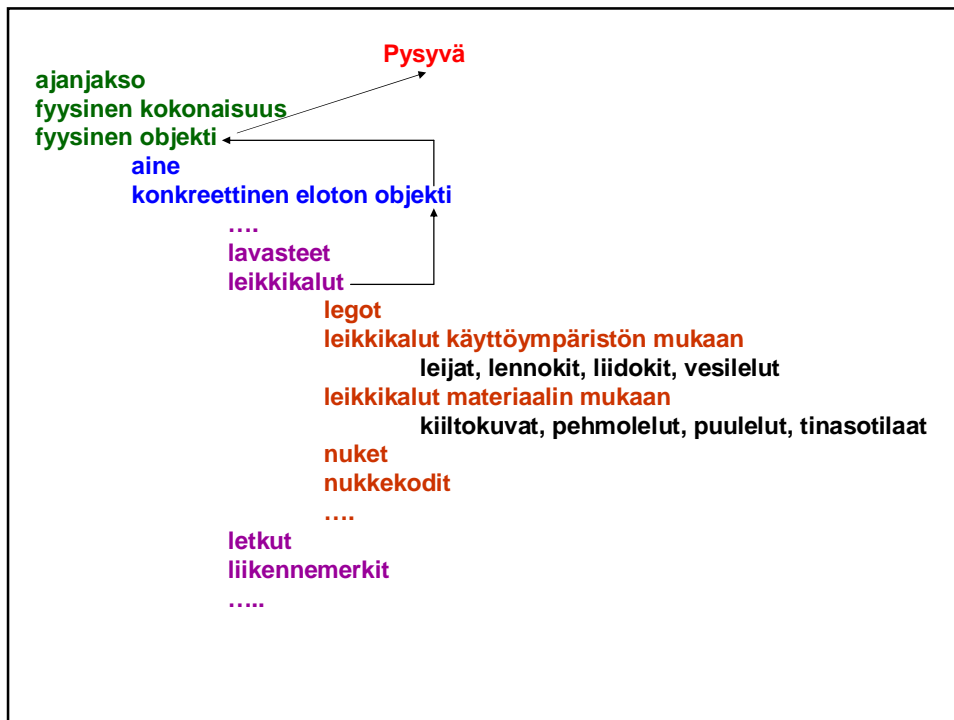 Pysyvä
ajanjakso
fyysinen kokonaisuus
fyysinen objekti
aine
konkreettinen eloton objekti
….
lavasteet
leikkikalut
legot
leikkikalut käyttöympäristön mukaan
leijat, lennokit, liidokit, vesilelut
leikkikalut materiaalin mukaan
kiiltokuvat, pehmolelut, puulelut, tinasotilaat
nuket
nukkekodit
….
letkut
liikennemerkit
…..